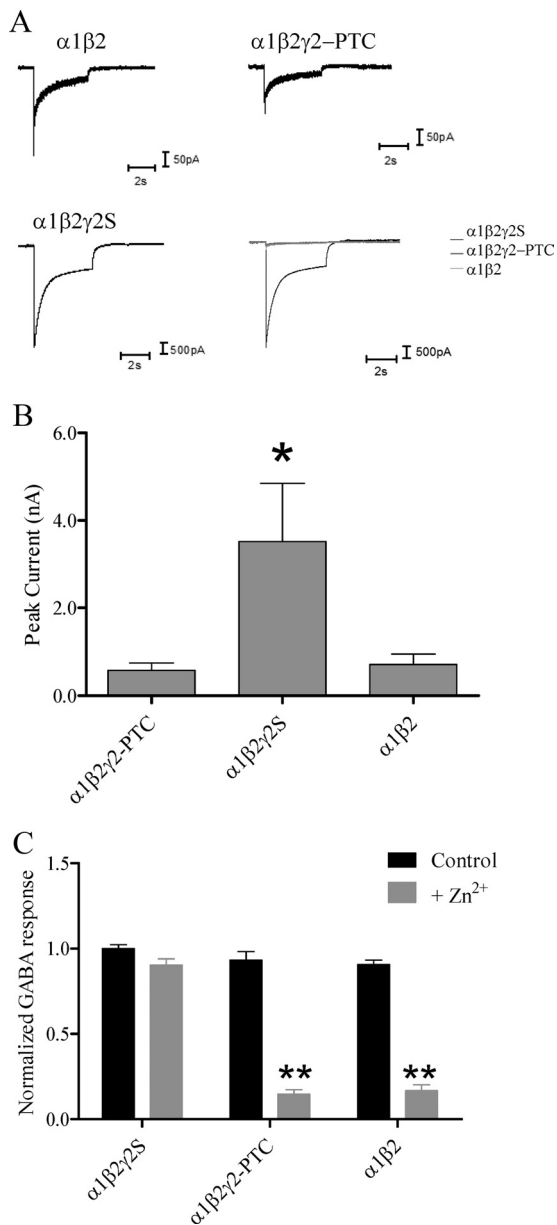 A
α1β2
α1β2γ2−PTC
50pA
2s
50pA
2s
α1β2γ2S
α1β2γ2S
α1β2γ2−PTC
α1β2
500pA
2s
500pA
2s
B
6.0
4.0
2.0
0.0
Peak Current (nA)
*
α1β2γ2-PTC
α1β2γ2S
α1β2
C
1.5
1.0
0.5
0.0
Normalized GABA response
Control
+ Zn²⁺
**
**
α1β2γ2S
α1β2γ2-PTC
α1β2